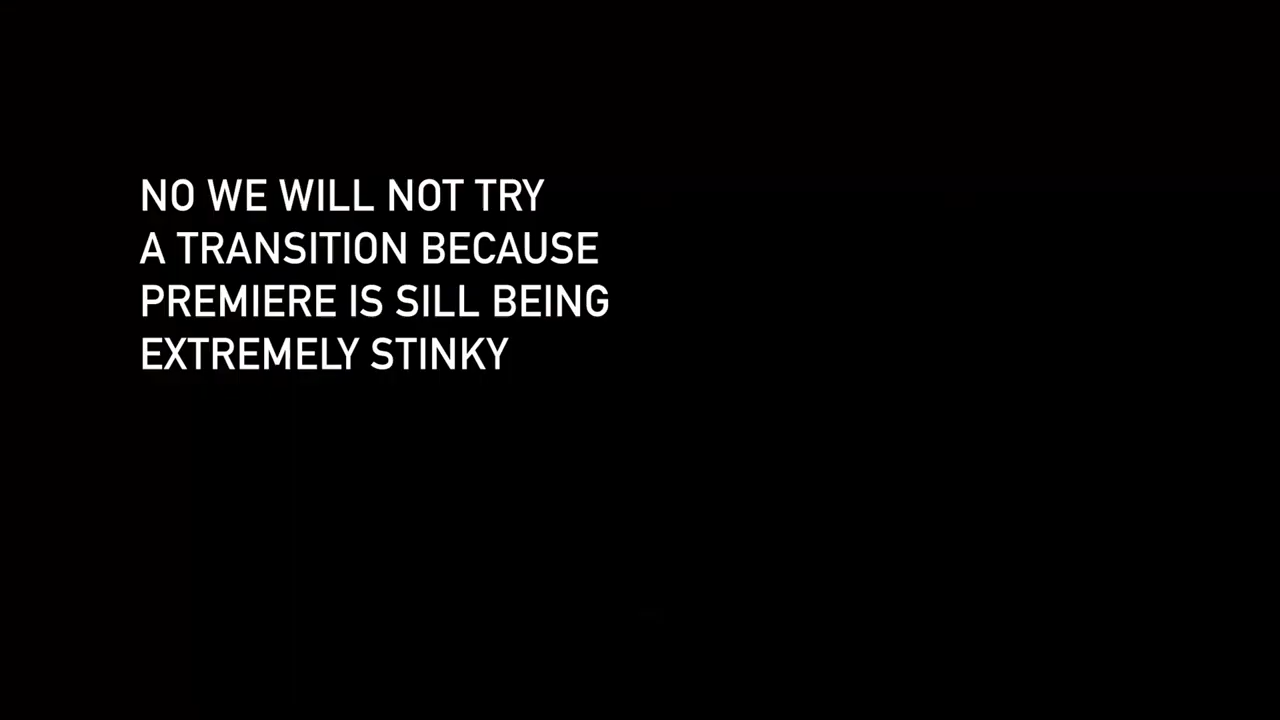 NO WE WILL NOT TRY
A TRANSITION BECAUSE
PREMIERE IS SILL BEING
EXTREMELY STINKY